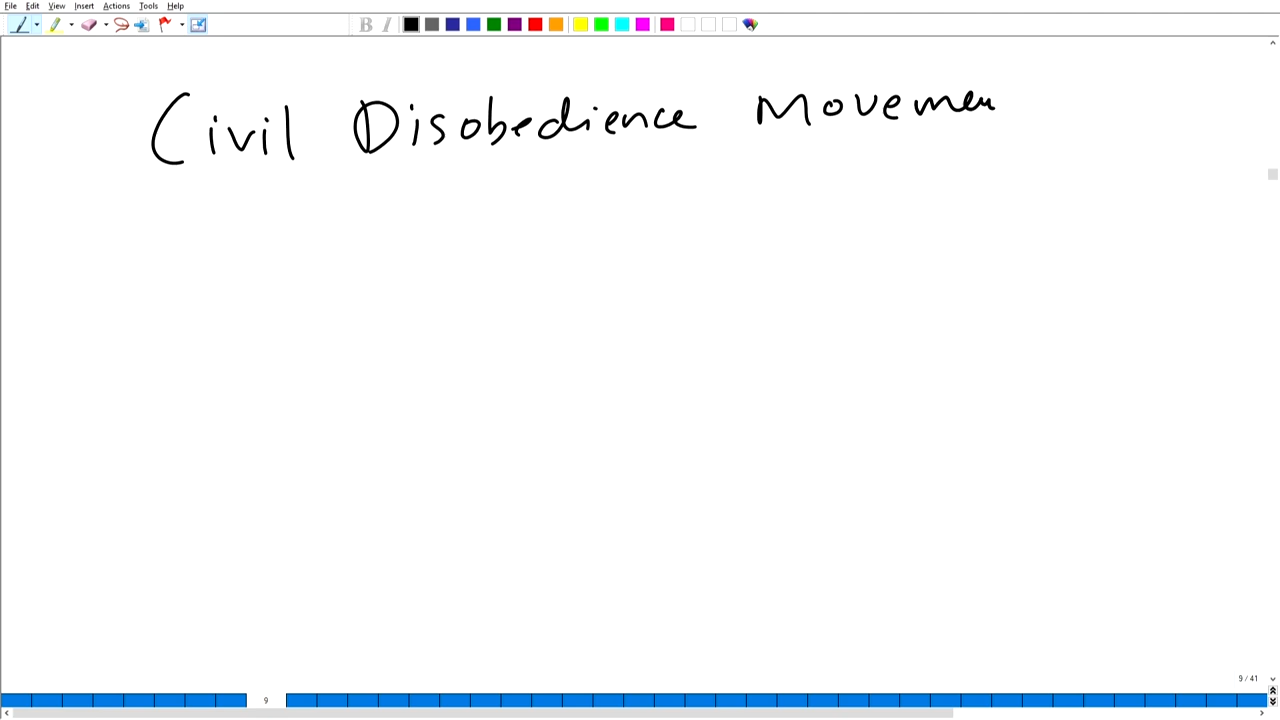 File Edit View Insert Actions Tools Help
B I
Civil Disobedience Movemen
9 / 41
9